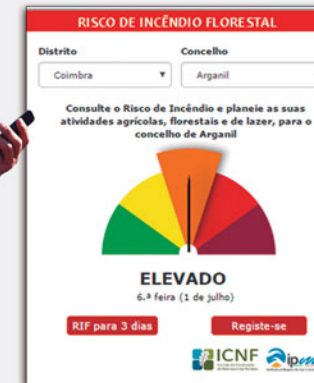 RISCO DE INCÊNDIO FLORESTAL
Distrito Concelho
Coimbra Arganil
Consulte o Risco de Incêndio e planeie as suas
atividades agrícolas, florestais e de lazer, para o
concelho de Arganil
ELEVADO
6.ª feira (1 de julho)
RIF para 3 dias Registe-se
ICNF ipma